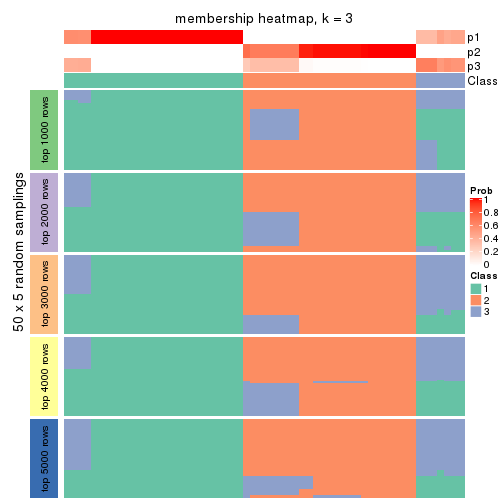 membership heatmap, k = 3
p1
p2
p3
Class
50 x 5 random samplings
top 1000 rows
top 2000 rows
top 3000 rows
top 4000 rows
top 5000 rows
Prob
1
0.8
0.6
0.4
0.2
0
Class
1
2
3